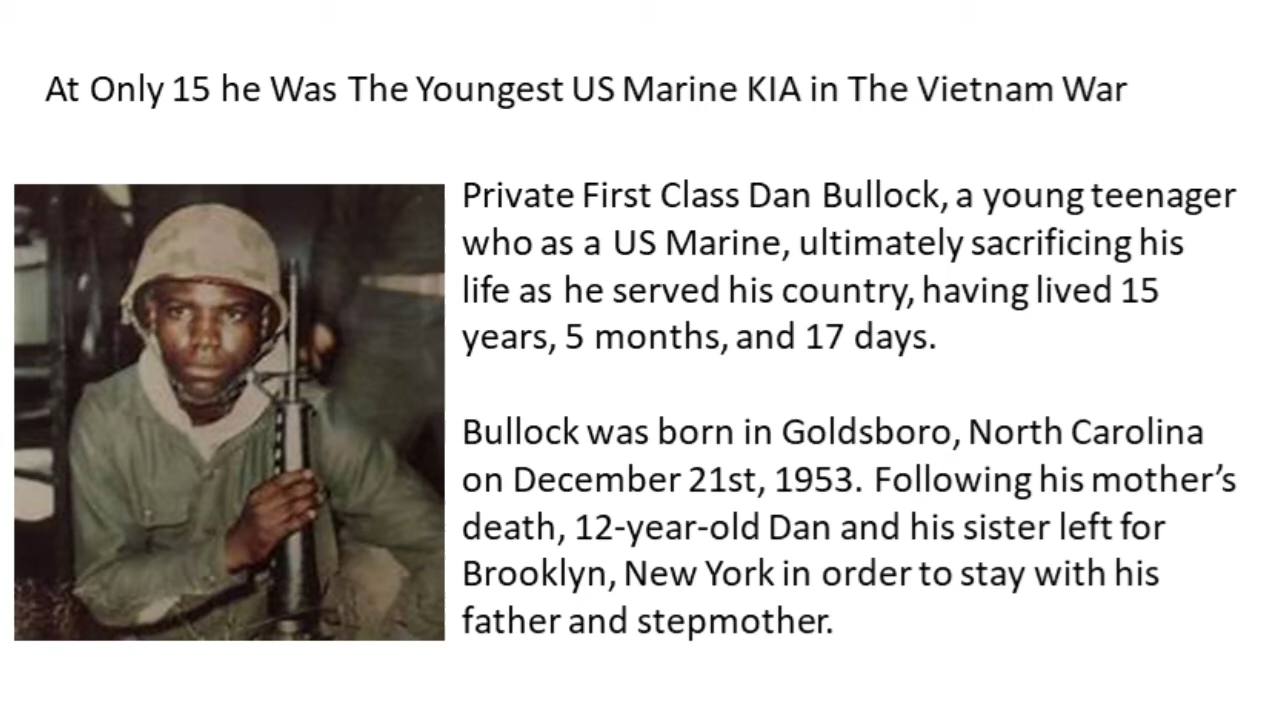 At Only 15 he Was The Youngest US Marine KIA in The Vietnam War
Private First Class Dan Bullock, a young teenager
who as a US Marine, ultimately sacrificing his
life as he served his country, having lived 15
years, 5 months, and 17 days.
Bullock was born in Goldsboro, North Carolina
on December 21st, 1953. Following his mother’s
death, 12-year-old Dan and his sister left for
Brooklyn, New York in order to stay with his
father and stepmother.